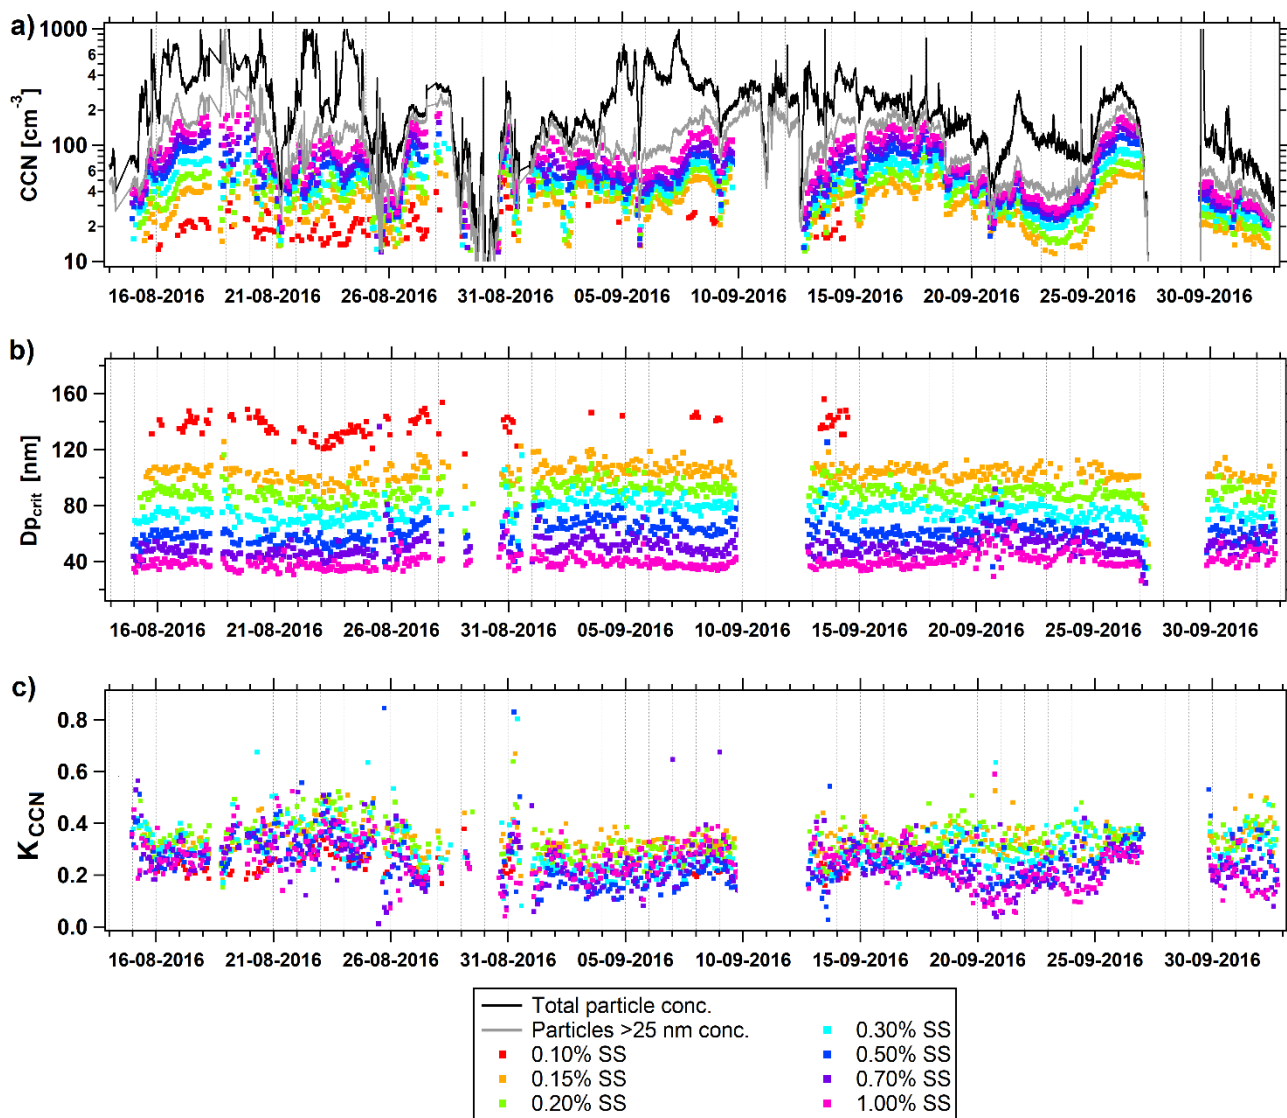 a)
CCN [cm⁻³]
1000
6
4
2
100
6
4
2
10
16-08-2016 21-08-2016 26-08-2016 31-08-2016 05-09-2016 10-09-2016 15-09-2016 20-09-2016 25-09-2016 30-09-2016
b)
Dpcrit [nm]
160
120
80
40
16-08-2016 21-08-2016 26-08-2016 31-08-2016 05-09-2016 10-09-2016 15-09-2016 20-09-2016 25-09-2016 30-09-2016
c)
KCCN
0.8
0.6
0.4
0.2
0.0
16-08-2016 21-08-2016 26-08-2016 31-08-2016 05-09-2016 10-09-2016 15-09-2016 20-09-2016 25-09-2016 30-09-2016
Total particle conc.
Particles >25 nm conc.
0.10% SS
0.15% SS
0.20% SS
0.30% SS
0.50% SS
0.70% SS
1.00% SS